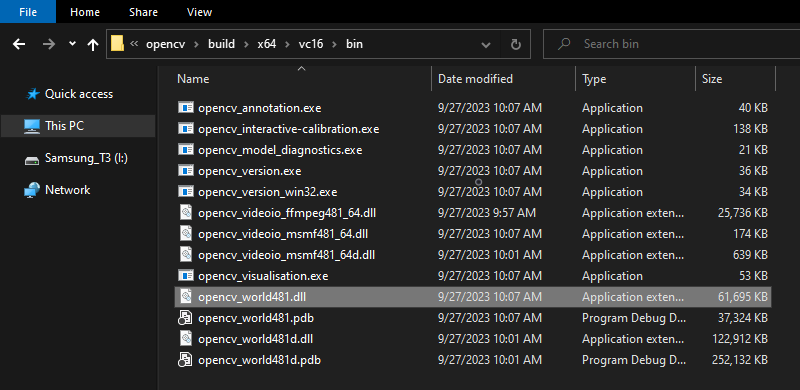 File Home Share View
« opencv > build > x64 > vc16 > bin Search bin
Name Date modified Type Size
Quick access
This PC
Samsung_T3 (I:)
Network
opencv_annotation.exe 9/27/2023 10:07 AM Application 40 KB
opencv_interactive-calibration.exe 9/27/2023 10:07 AM Application 138 KB
opencv_model_diagnostics.exe 9/27/2023 10:07 AM Application 21 KB
opencv_version.exe 9/27/2023 10:07 AM Application 36 KB
opencv_version_win32.exe 9/27/2023 10:07 AM Application 34 KB
opencv_videoio_ffmpeg481_64.dll 9/27/2023 9:57 AM Application exten... 25,736 KB
opencv_videoio_msmf481_64.dll 9/27/2023 10:07 AM Application exten... 174 KB
opencv_videoio_msmf481_64d.dll 9/27/2023 10:01 AM Application exten... 639 KB
opencv_visualisation.exe 9/27/2023 10:07 AM Application 53 KB
opencv_world481.dll 9/27/2023 10:07 AM Application exten... 61,695 KB
opencv_world481.pdb 9/27/2023 10:07 AM Program Debug D... 37,324 KB
opencv_world481d.dll 9/27/2023 10:01 AM Application exten... 122,912 KB
opencv_world481d.pdb 9/27/2023 10:01 AM Program Debug D... 252,132 KB